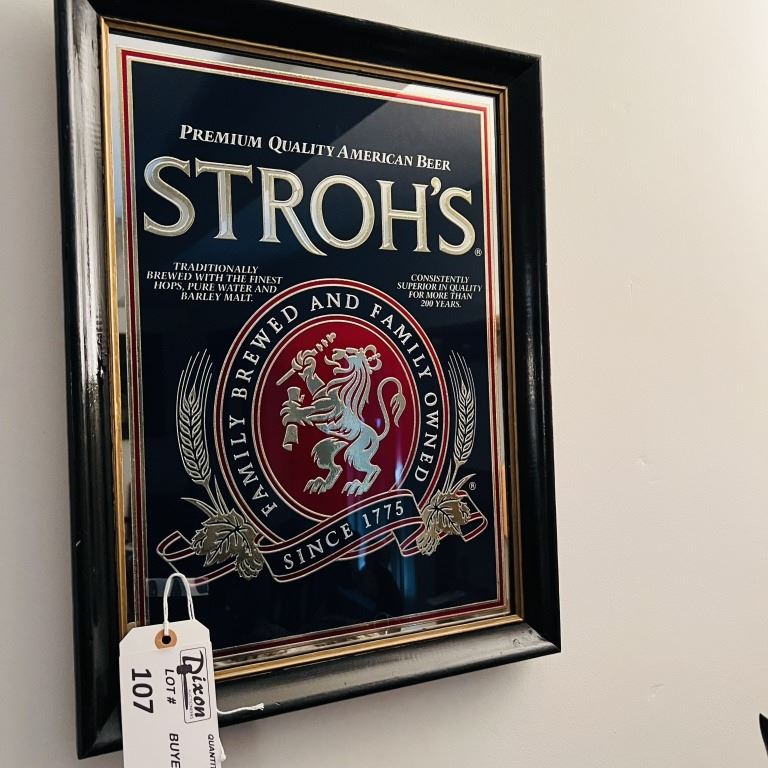 PREMIUM QUALITY AMERICAN BEER
STROH'S®
TRADITIONALLY
BREWED WITH THE FINEST
HOPS, PURE WATER AND
BARLEY MALT.
CONSISTENTLY
SUPERIOR IN QUALITY
FOR MORE THAN
200 YEARS.
FAMILY BREWED AND FAMILY OWNED
®
SINCE 1775
Dixon
LOT #
107
QUANTIT
BUYE